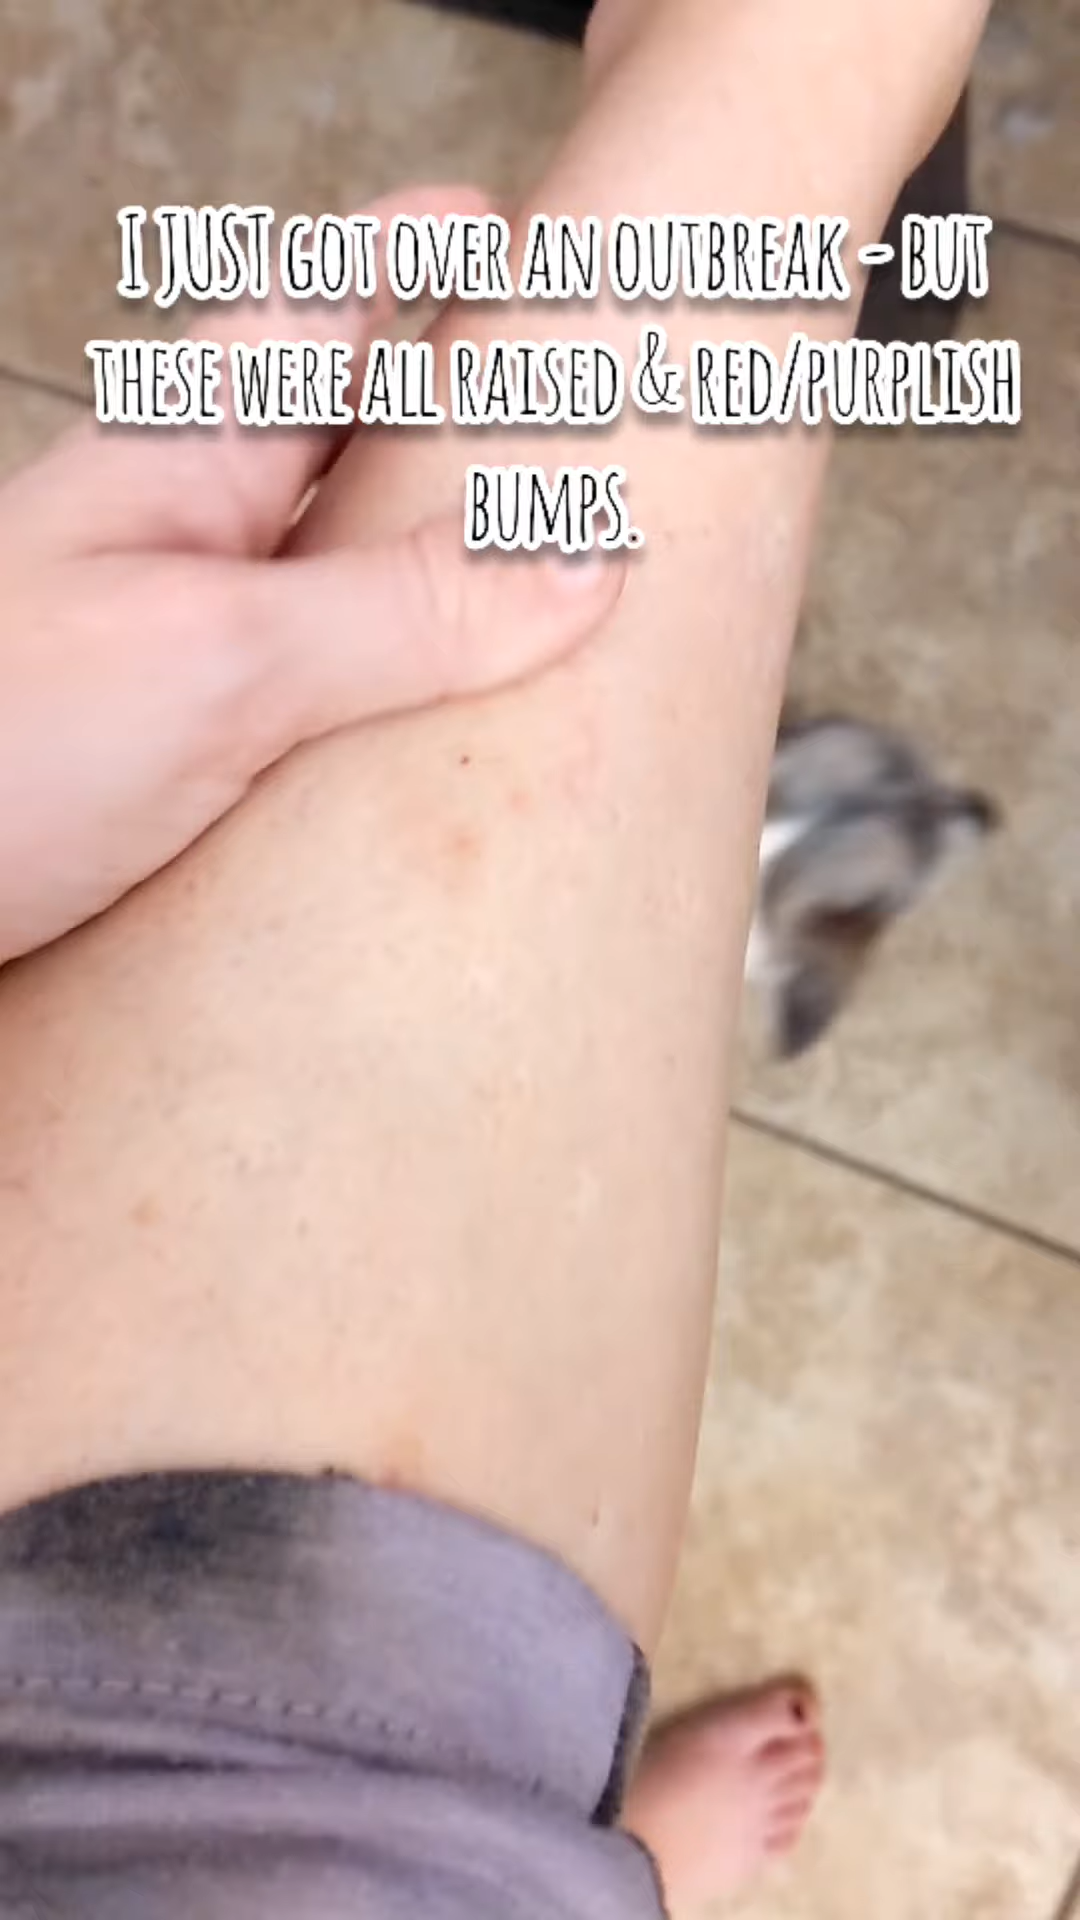 I JUST GOT OVER AN OUTBREAK - BUT
THESE WERE ALL RAISED & RED/PURPLISH
BUMPS.